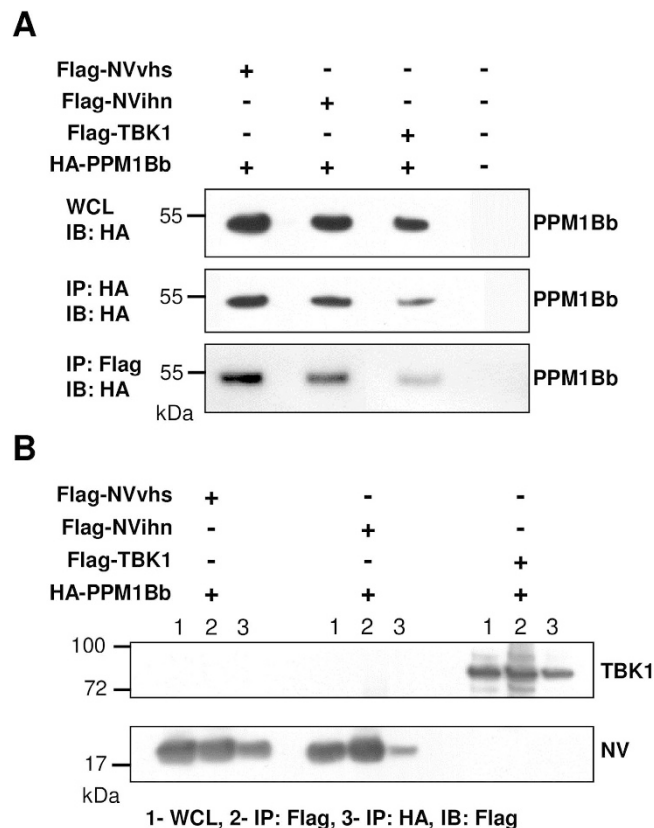 A
Flag-NVvhs + - - -
Flag-NVihn - + - -
Flag-TBK1 - - + -
HA-PPM1Bb + + + -
WCL
IB: HA 55 PPM1Bb
IP: HA
IB: HA 55 PPM1Bb
IP: Flag
IB: HA 55 PPM1Bb
kDa
B
Flag-NVvhs + - -
Flag-NVihn - + -
Flag-TBK1 - - +
HA-PPM1Bb + + +
1 2 3 1 2 3 1 2 3
100
72 TBK1
17 NV
kDa
1- WCL, 2- IP: Flag, 3- IP: HA, IB: Flag